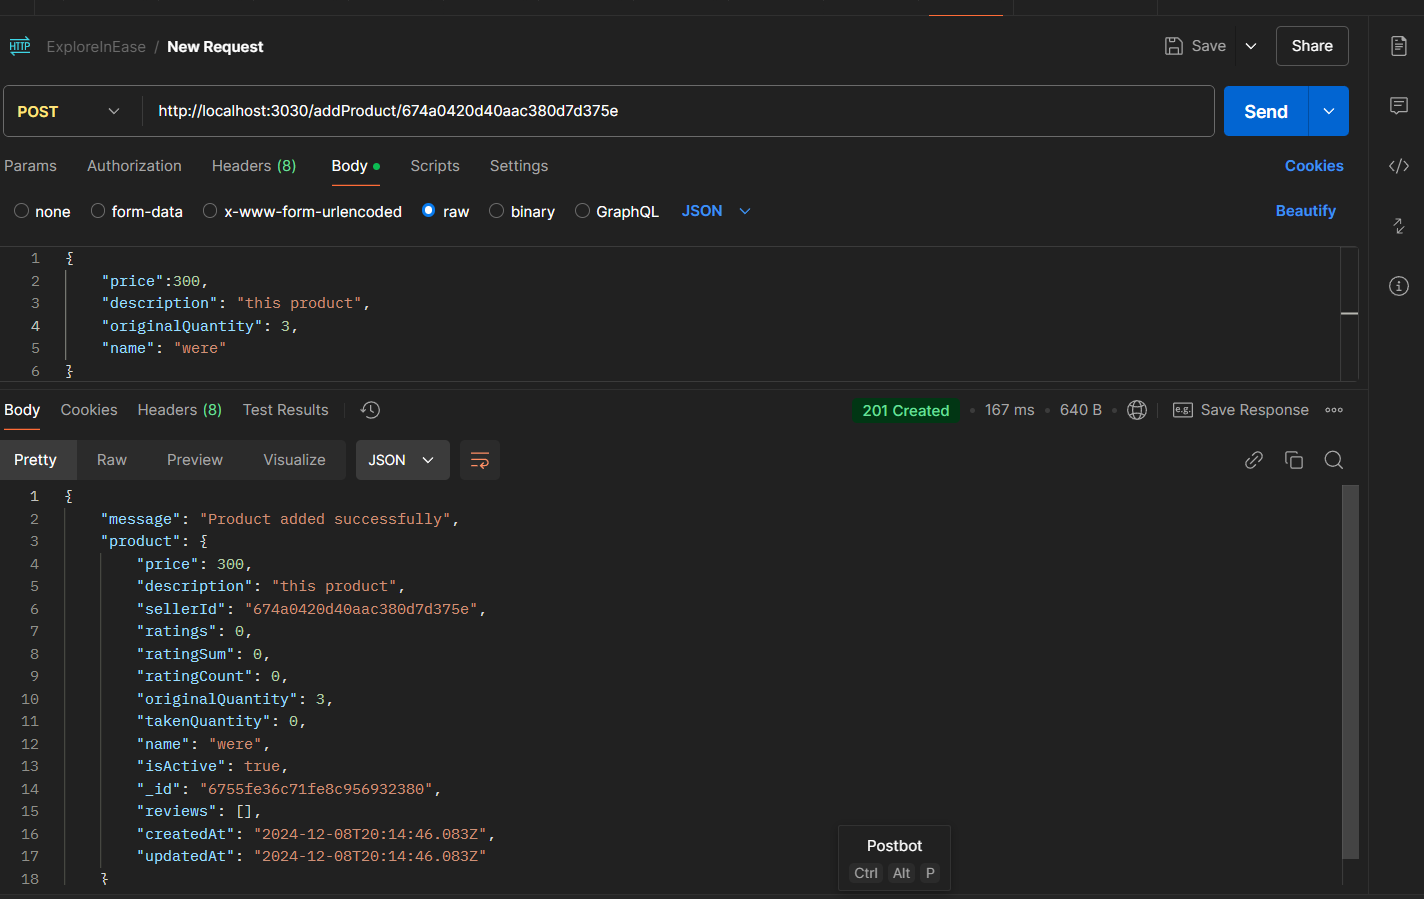 HTTP ExploreInEase / New Request Save Share
POST http://localhost:3030/addProduct/674a0420d40aac380d7d375e Send
Params Authorization Headers (8) Body Scripts Settings Cookies
none form-data x-www-form-urlencoded raw binary GraphQL JSON Beautify
1 {
2 "price":300,
3 "description": "this product",
4 "originalQuantity": 3,
5 "name": "were"
6 }
Body Cookies Headers (8) Test Results 201 Created 167 ms 640 B e.g. Save Response
Pretty Raw Preview Visualize JSON
1 {
2 "message": "Product added successfully",
3 "product": {
4 "price": 300,
5 "description": "this product",
6 "sellerId": "674a0420d40aac380d7d375e",
7 "ratings": 0,
8 "ratingSum": 0,
9 "ratingCount": 0,
10 "originalQuantity": 3,
11 "takenQuantity": 0,
12 "name": "were",
13 "isActive": true,
14 "_id": "6755fe36c71fe8c956932380",
15 "reviews": [],
16 "createdAt": "2024-12-08T20:14:46.083Z",
17 "updatedAt": "2024-12-08T20:14:46.083Z"
18 }
Postbot
Ctrl Alt P